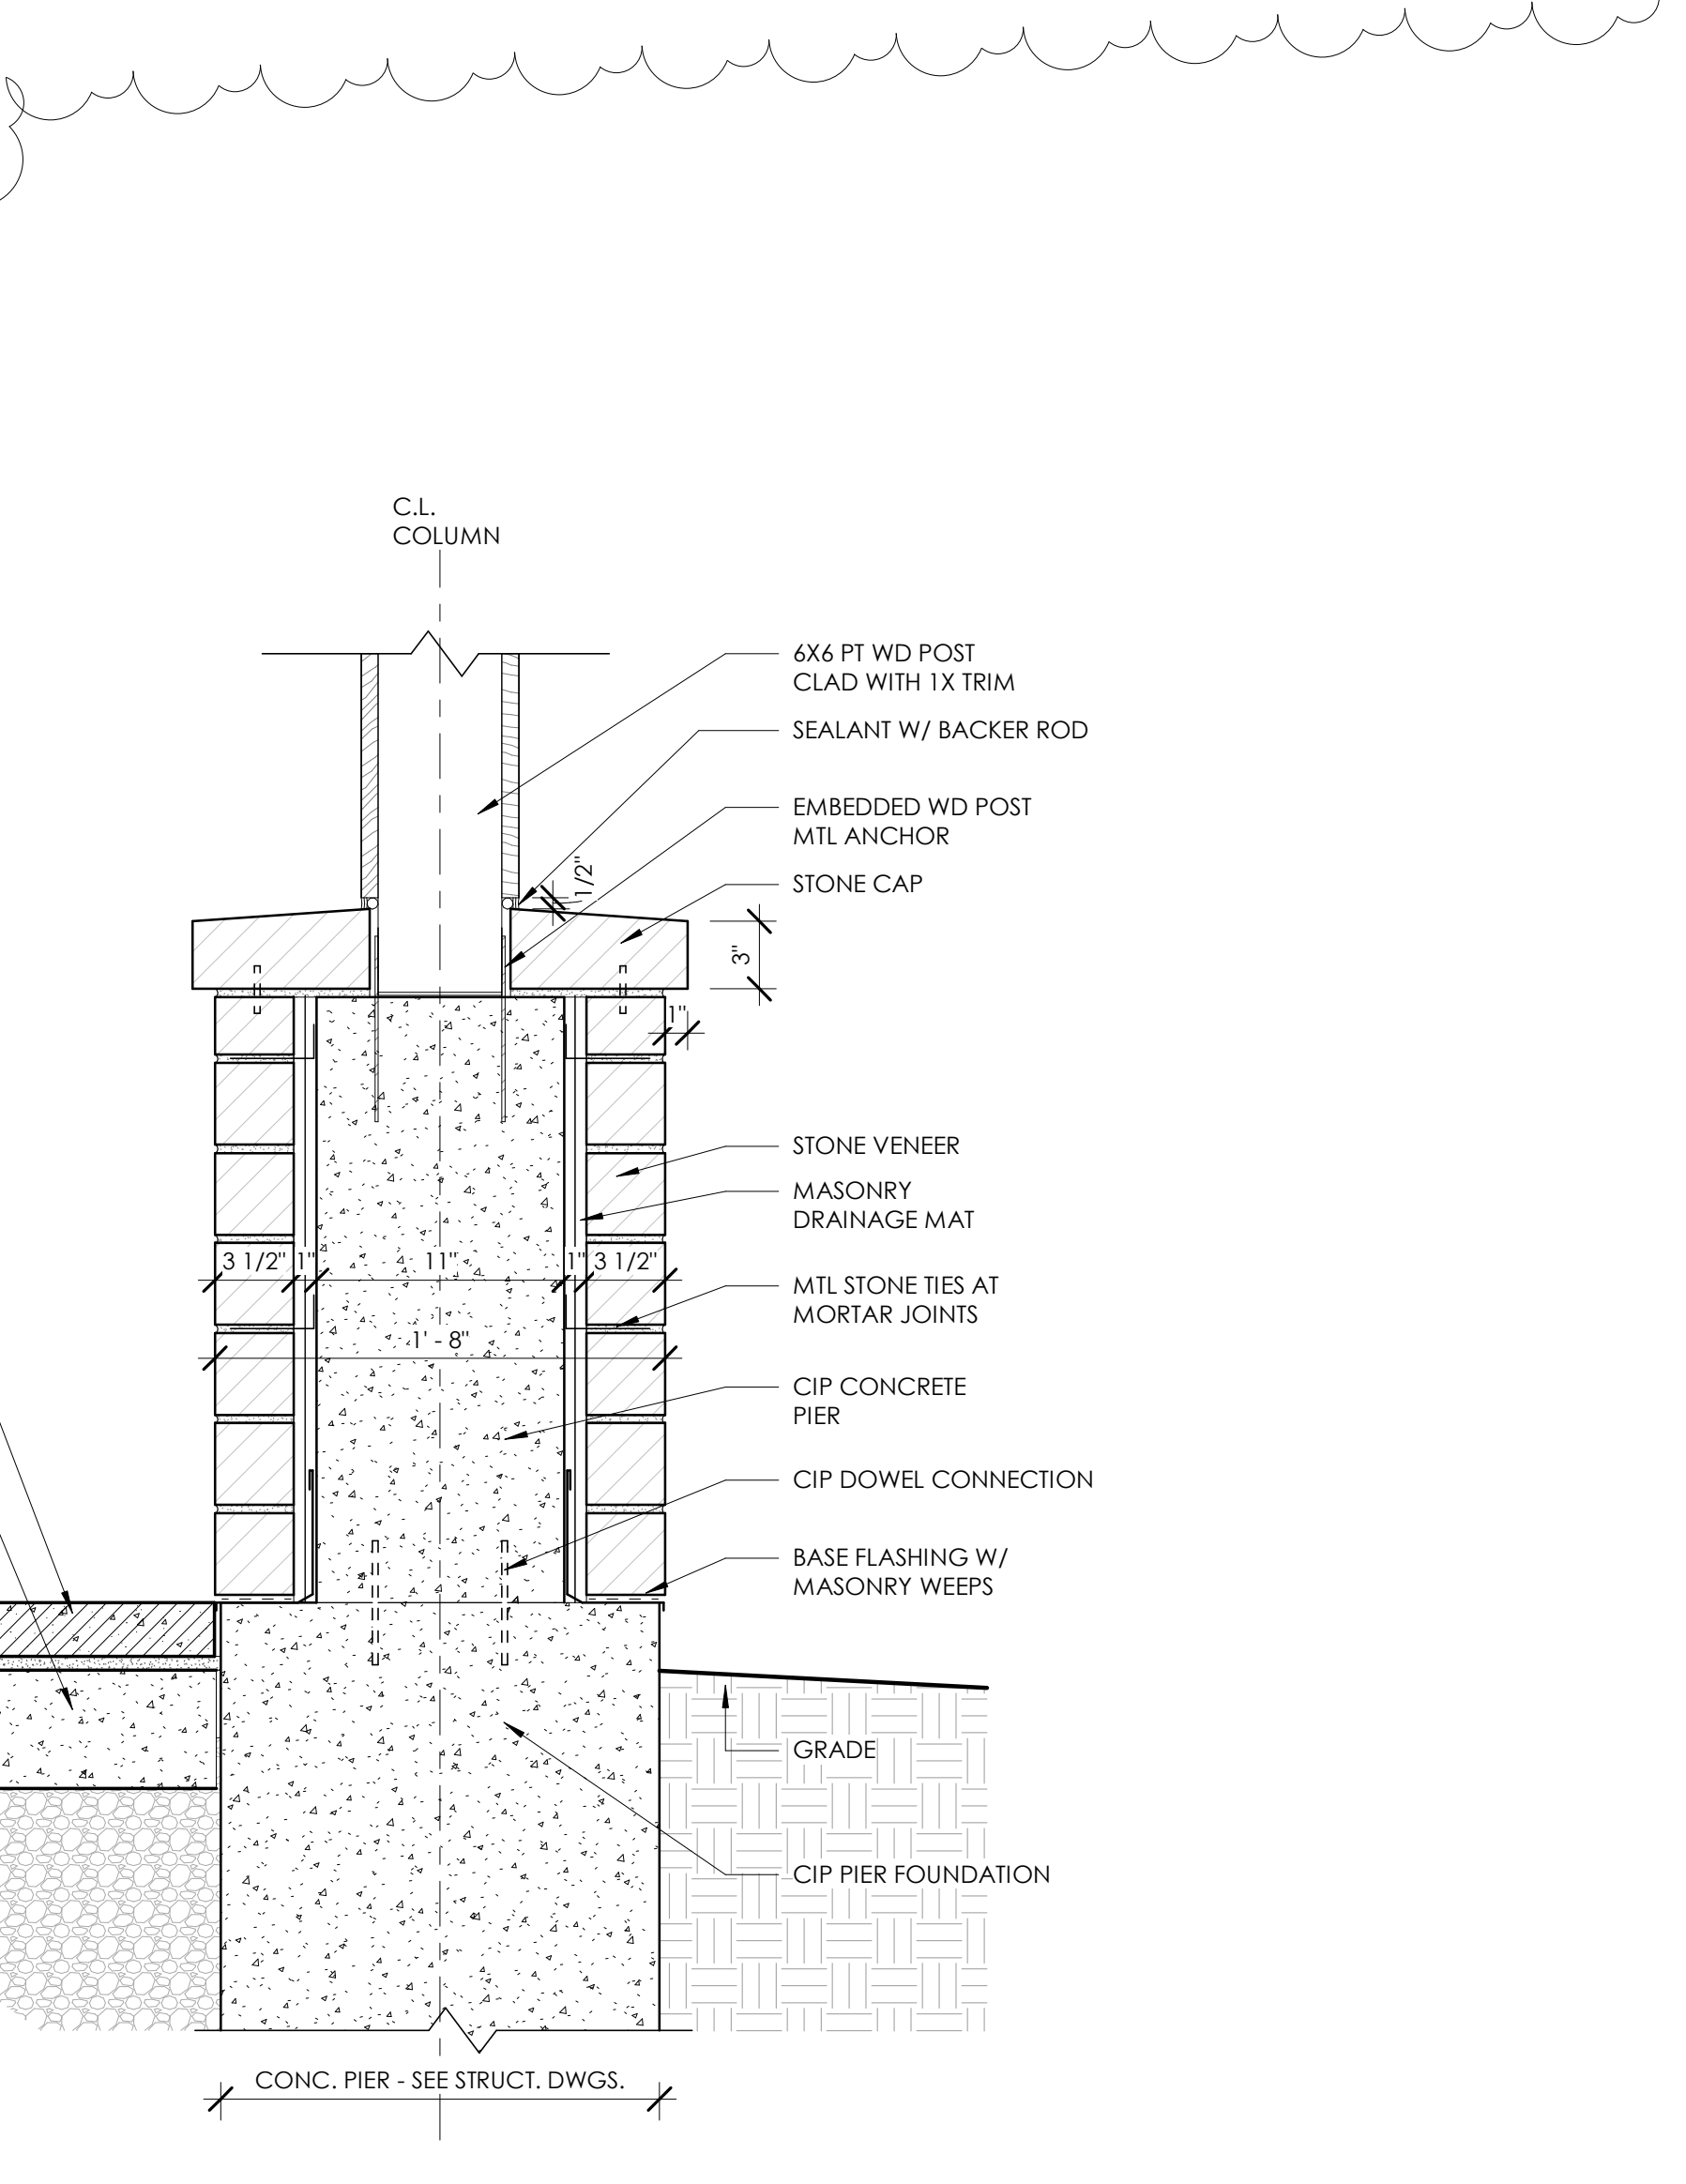 C.L.
COLUMN
6X6 PT WD POST
CLAD WITH 1X TRIM
SEALANT W/ BACKER ROD
EMBEDDED WD POST
MTL ANCHOR
1/2"
STONE CAP
3"
1"
STONE VENEER
MASONRY
DRAINAGE MAT
3 1/2" 1" 11" 1" 3 1/2"
MTL STONE TIES AT
MORTAR JOINTS
1' - 8"
CIP CONCRETE
PIER
CIP DOWEL CONNECTION
BASE FLASHING W/
MASONRY WEEPS
GRADE
CIP PIER FOUNDATION
CONC. PIER - SEE STRUCT. DWGS.